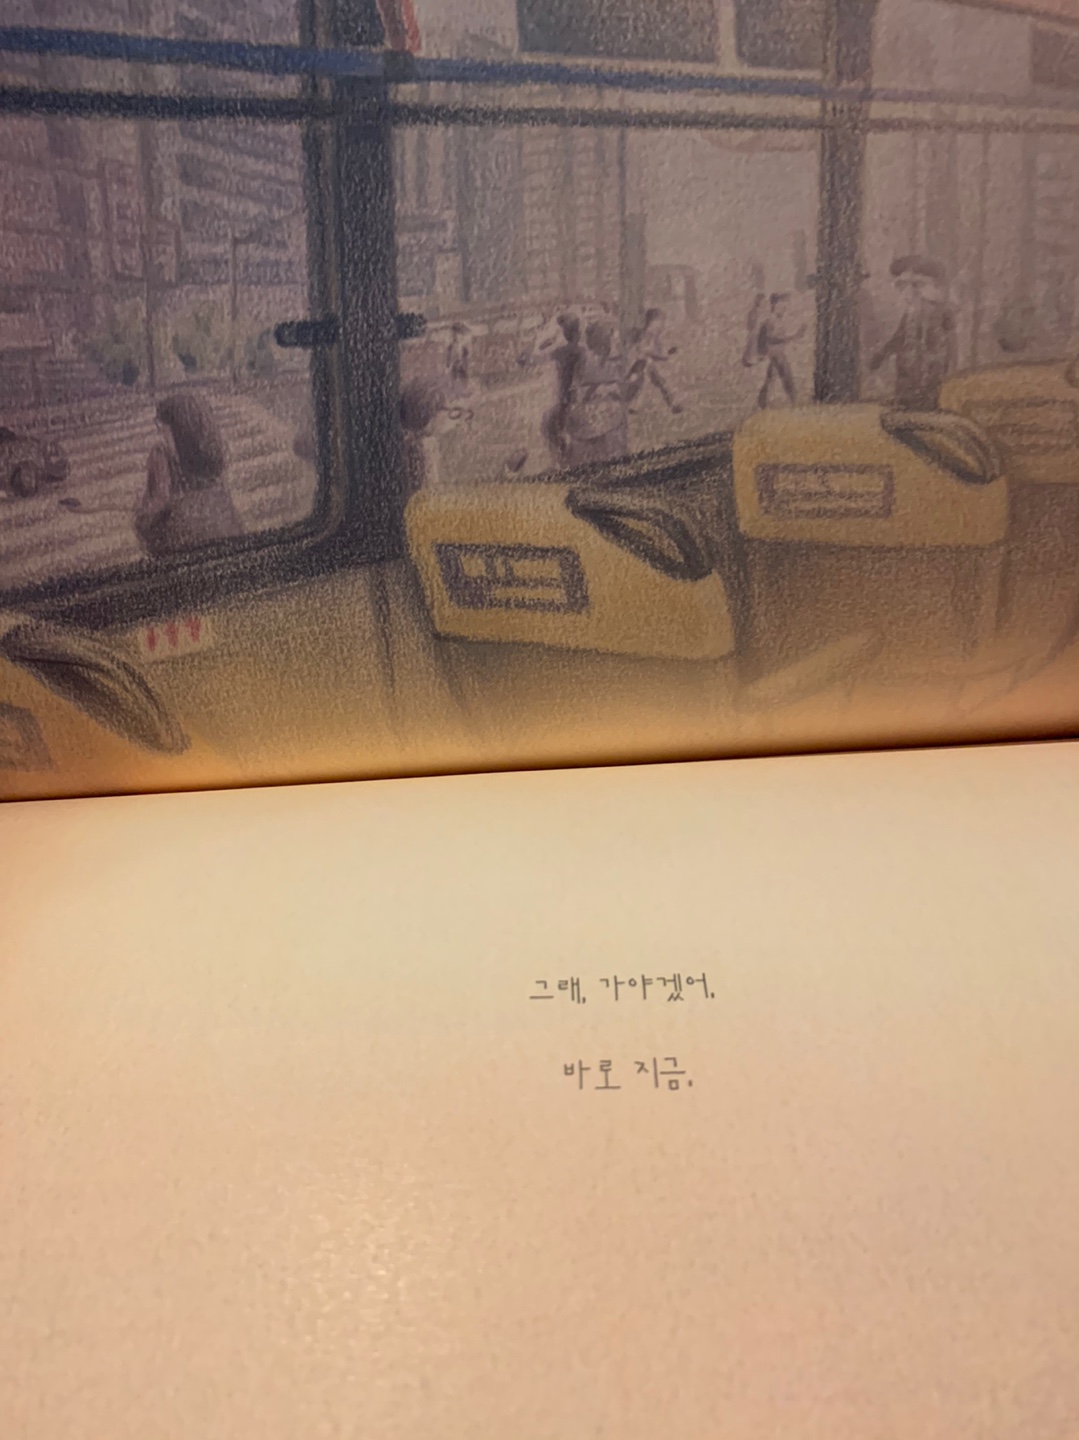 그래, 가야겠어.
바로 지금.